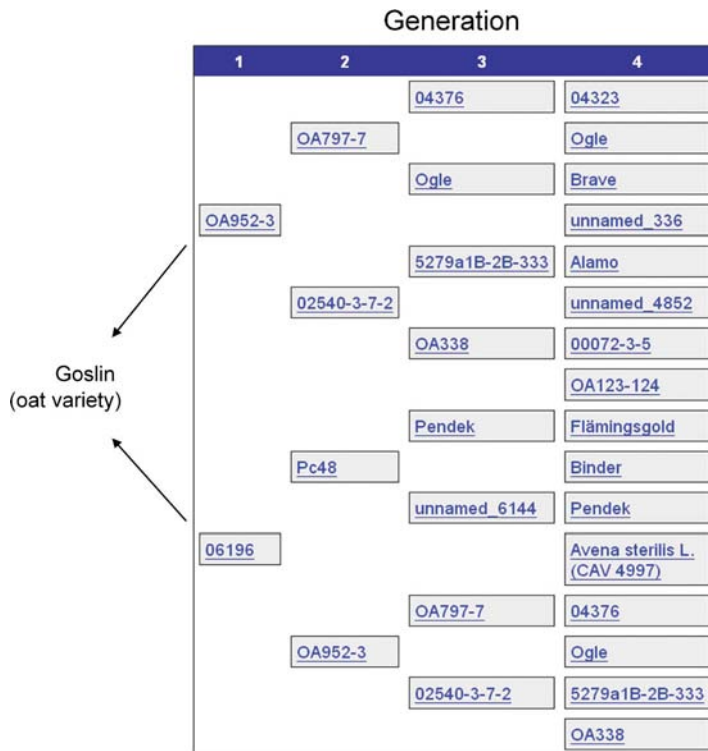 Generation
1 2 3 4
04376 04323
OA797-7 Ogle
Ogle Brave
OA952-3 unnamed_336
5279a1B-2B-333 Alamo
02540-3-7-2 unnamed_4852
OA338 00072-3-5
Goslin
(oat variety)
OA123-124
Pendek Flämingsgold
Pc48 Binder
unnamed_6144 Pendek
06196 Avena sterilis L.
(CAV 4997)
OA797-7 04376
OA952-3 Ogle
02540-3-7-2 5279a1B-2B-333
OA338